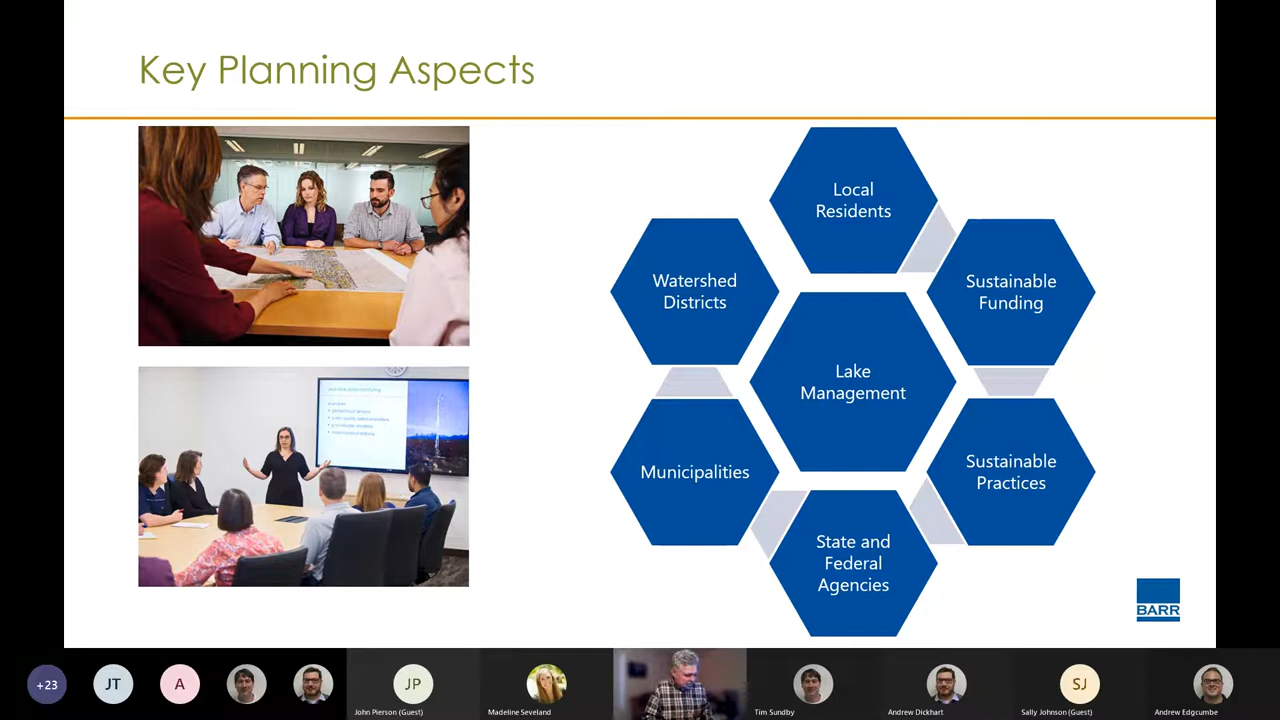 Key Planning Aspects
Local
Residents
Watershed
Districts
Sustainable
Funding
Lake
Management
Municipalities
Sustainable
Practices
State and
Federal
Agencies
BARR
+23
JT
A
JP
SJ
John Pierson (Guest)
Madeline Seveland
Tim Sundby
Andrew Dickhart
Sally Johnson (Guest)
Andrew Edgcumbe